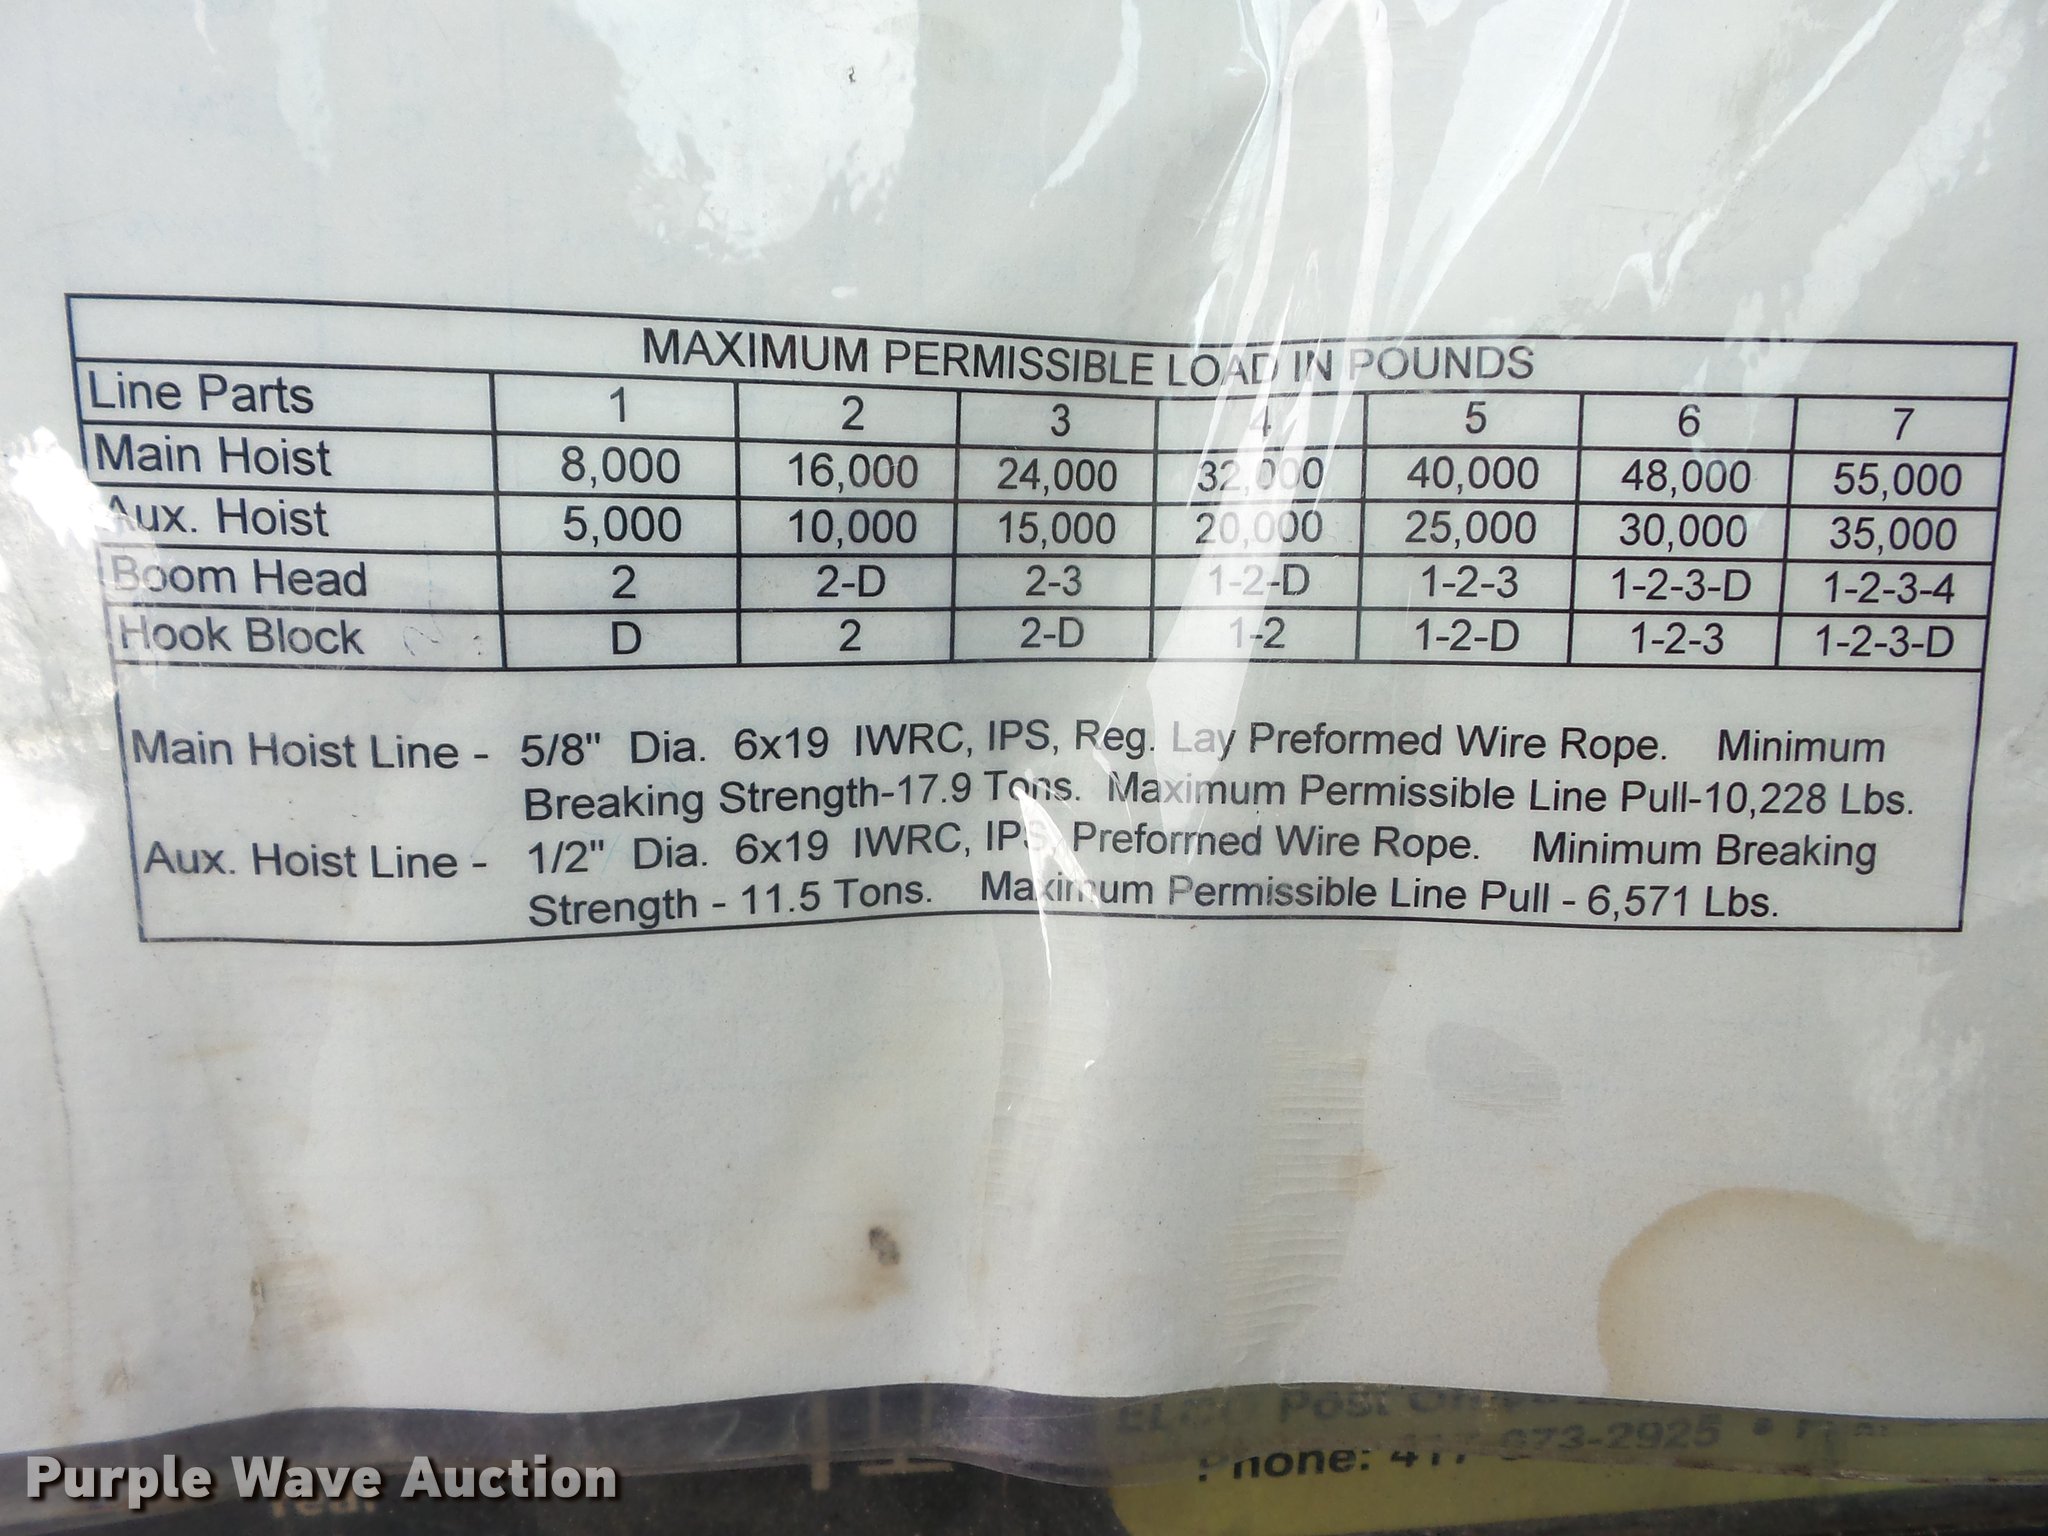 MAXIMUM PERMISSIBLE LOAD IN POUNDS
Line Parts 1 2 3 4 5 6 7
Main Hoist 8,000 16,000 24,000 32,000 40,000 48,000 55,000
Aux. Hoist 5,000 10,000 15,000 20,000 25,000 30,000 35,000
Boom Head 2 2-D 2-3 1-2-D 1-2-3 1-2-3-D 1-2-3-4
Hook Block D 2 2-D 1-2 1-2-D 1-2-3 1-2-3-D
Main Hoist Line - 5/8" Dia. 6x19 IWRC, IPS, Reg. Lay Preformed Wire Rope. Minimum
Breaking Strength-17.9 Tons. Maximum Permissible Line Pull-10,228 Lbs.
Aux. Hoist Line - 1/2" Dia. 6x19 IWRC, IPS, Preformed Wire Rope. Minimum Breaking
Strength - 11.5 Tons. Maximum Permissible Line Pull - 6,571 Lbs.
Post
Phone: 417 673-2925 •
Purple Wave Auction